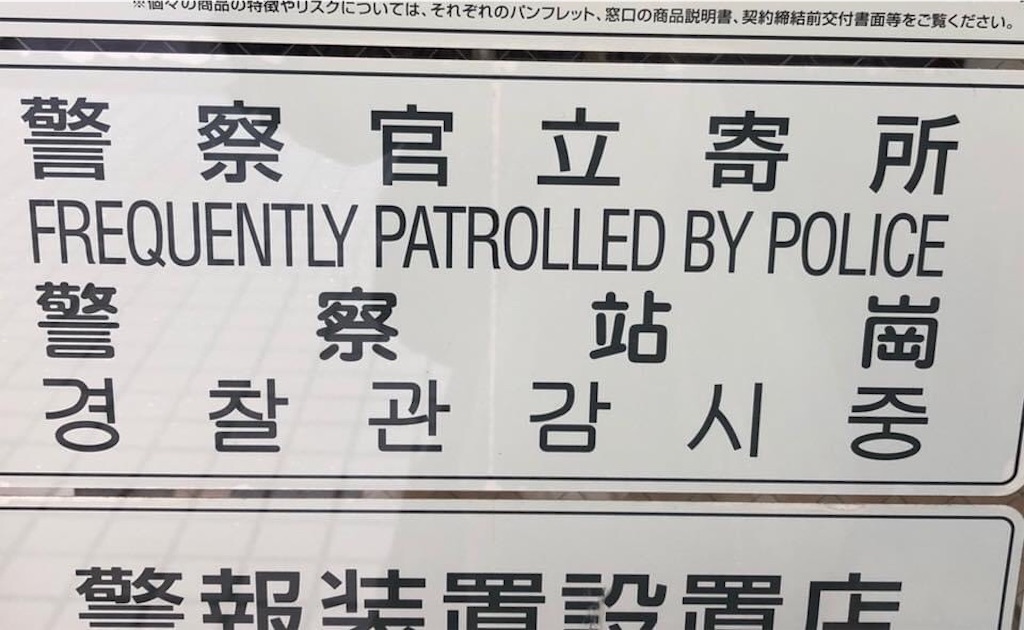 ※個々の商品の特徴やリスクについては、それぞれのパンフレット、窓口の商品説明書、契約締結前交付書面等をご覧ください。
警察官立寄所
FREQUENTLY PATROLLED BY POLICE
警察站崗
경찰관감시중
警報装置設置店